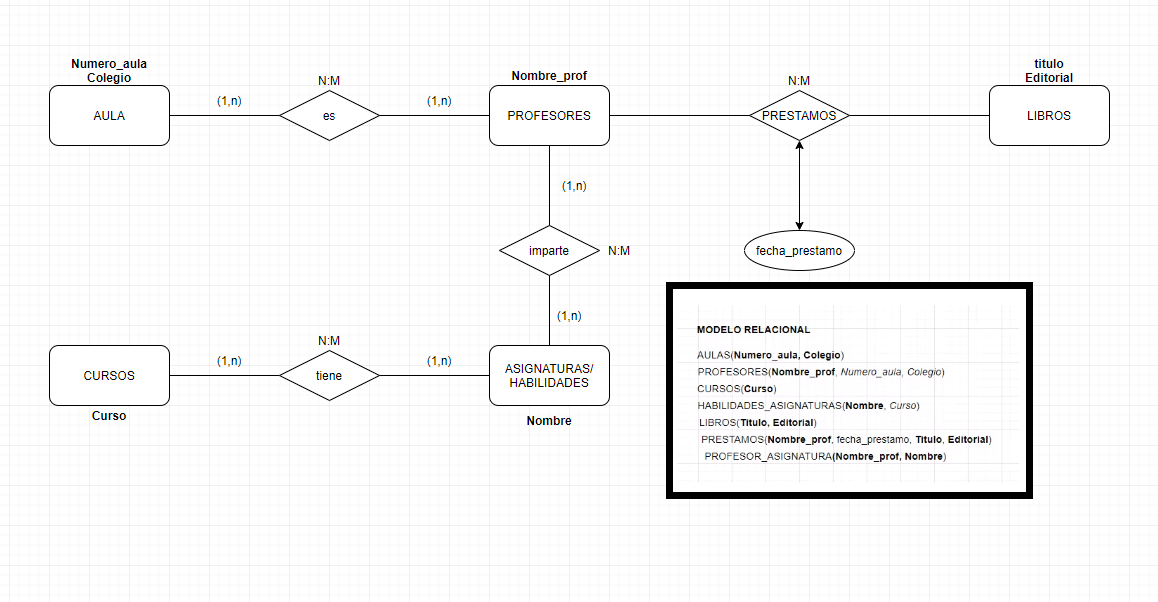 Numero_aula
Colegio
AULA
(1,n)
N:M
es
(1,n)
Nombre_prof
PROFESORES
N:M
PRESTAMOS
titulo
Editorial
LIBROS
(1,n)
imparte
N:M
fecha_prestamo
(1,n)
CURSOS
Curso
(1,n)
N:M
tiene
(1,n)
ASIGNATURAS/
HABILIDADES
Nombre
MODELO RELACIONAL
AULAS(Numero_aula, Colegio)
PROFESORES(Nombre_prof, Numero_aula, Colegio)
CURSOS(Curso)
HABILIDADES_ASIGNATURAS(Nombre, Curso)
LIBROS(Titulo, Editorial)
PRESTAMOS(Nombre_prof, fecha_prestamo, Titulo, Editorial)
PROFESOR_ASIGNATURA(Nombre_prof, Nombre)